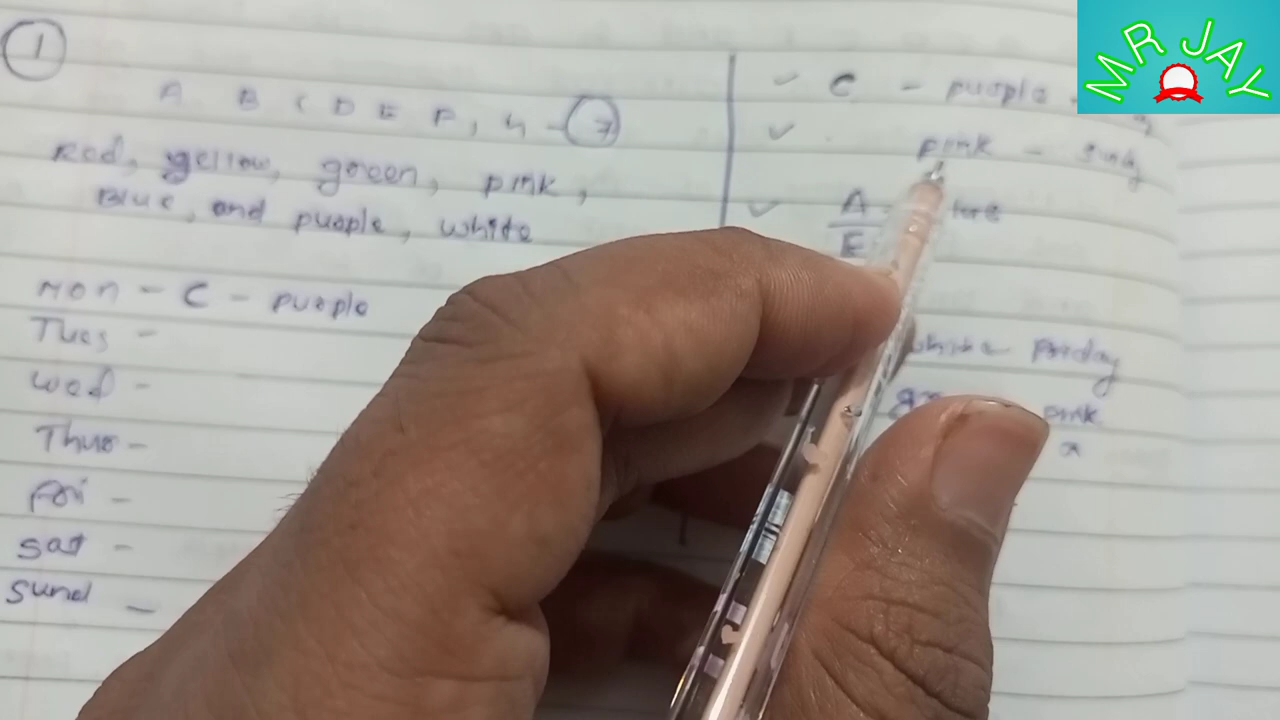 1
A B C D E F, G - 7
Red, yellow, green, pink,
Blue, and purple, white
Mon - C - purple
Tues -
Wed -
Thur -
Fri -
Sat -
Sund -
✓ C - purple -
✓ pink - sudy
✓ A
E
white Friday
pink
x
MR JAY